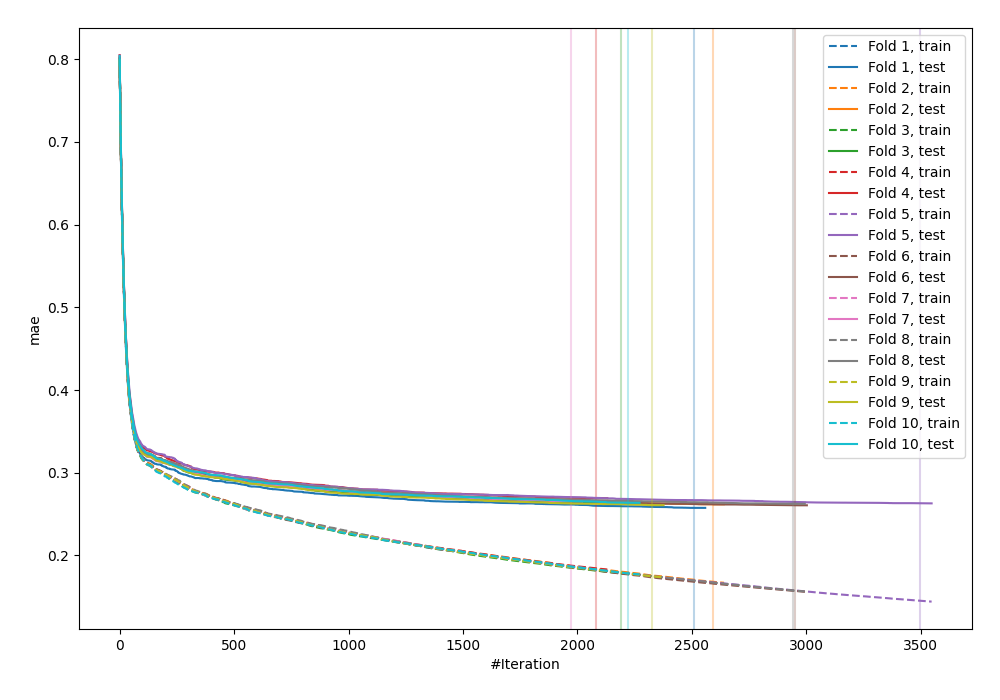 0.8
0.7
0.6
0.5
0.4
0.3
0.2
mae
0
500
1000
1500
2000
2500
3000
3500
#Iteration
Fold 1, train
Fold 1, test
Fold 2, train
Fold 2, test
Fold 3, train
Fold 3, test
Fold 4, train
Fold 4, test
Fold 5, train
Fold 5, test
Fold 6, train
Fold 6, test
Fold 7, train
Fold 7, test
Fold 8, train
Fold 8, test
Fold 9, train
Fold 9, test
Fold 10, train
Fold 10, test